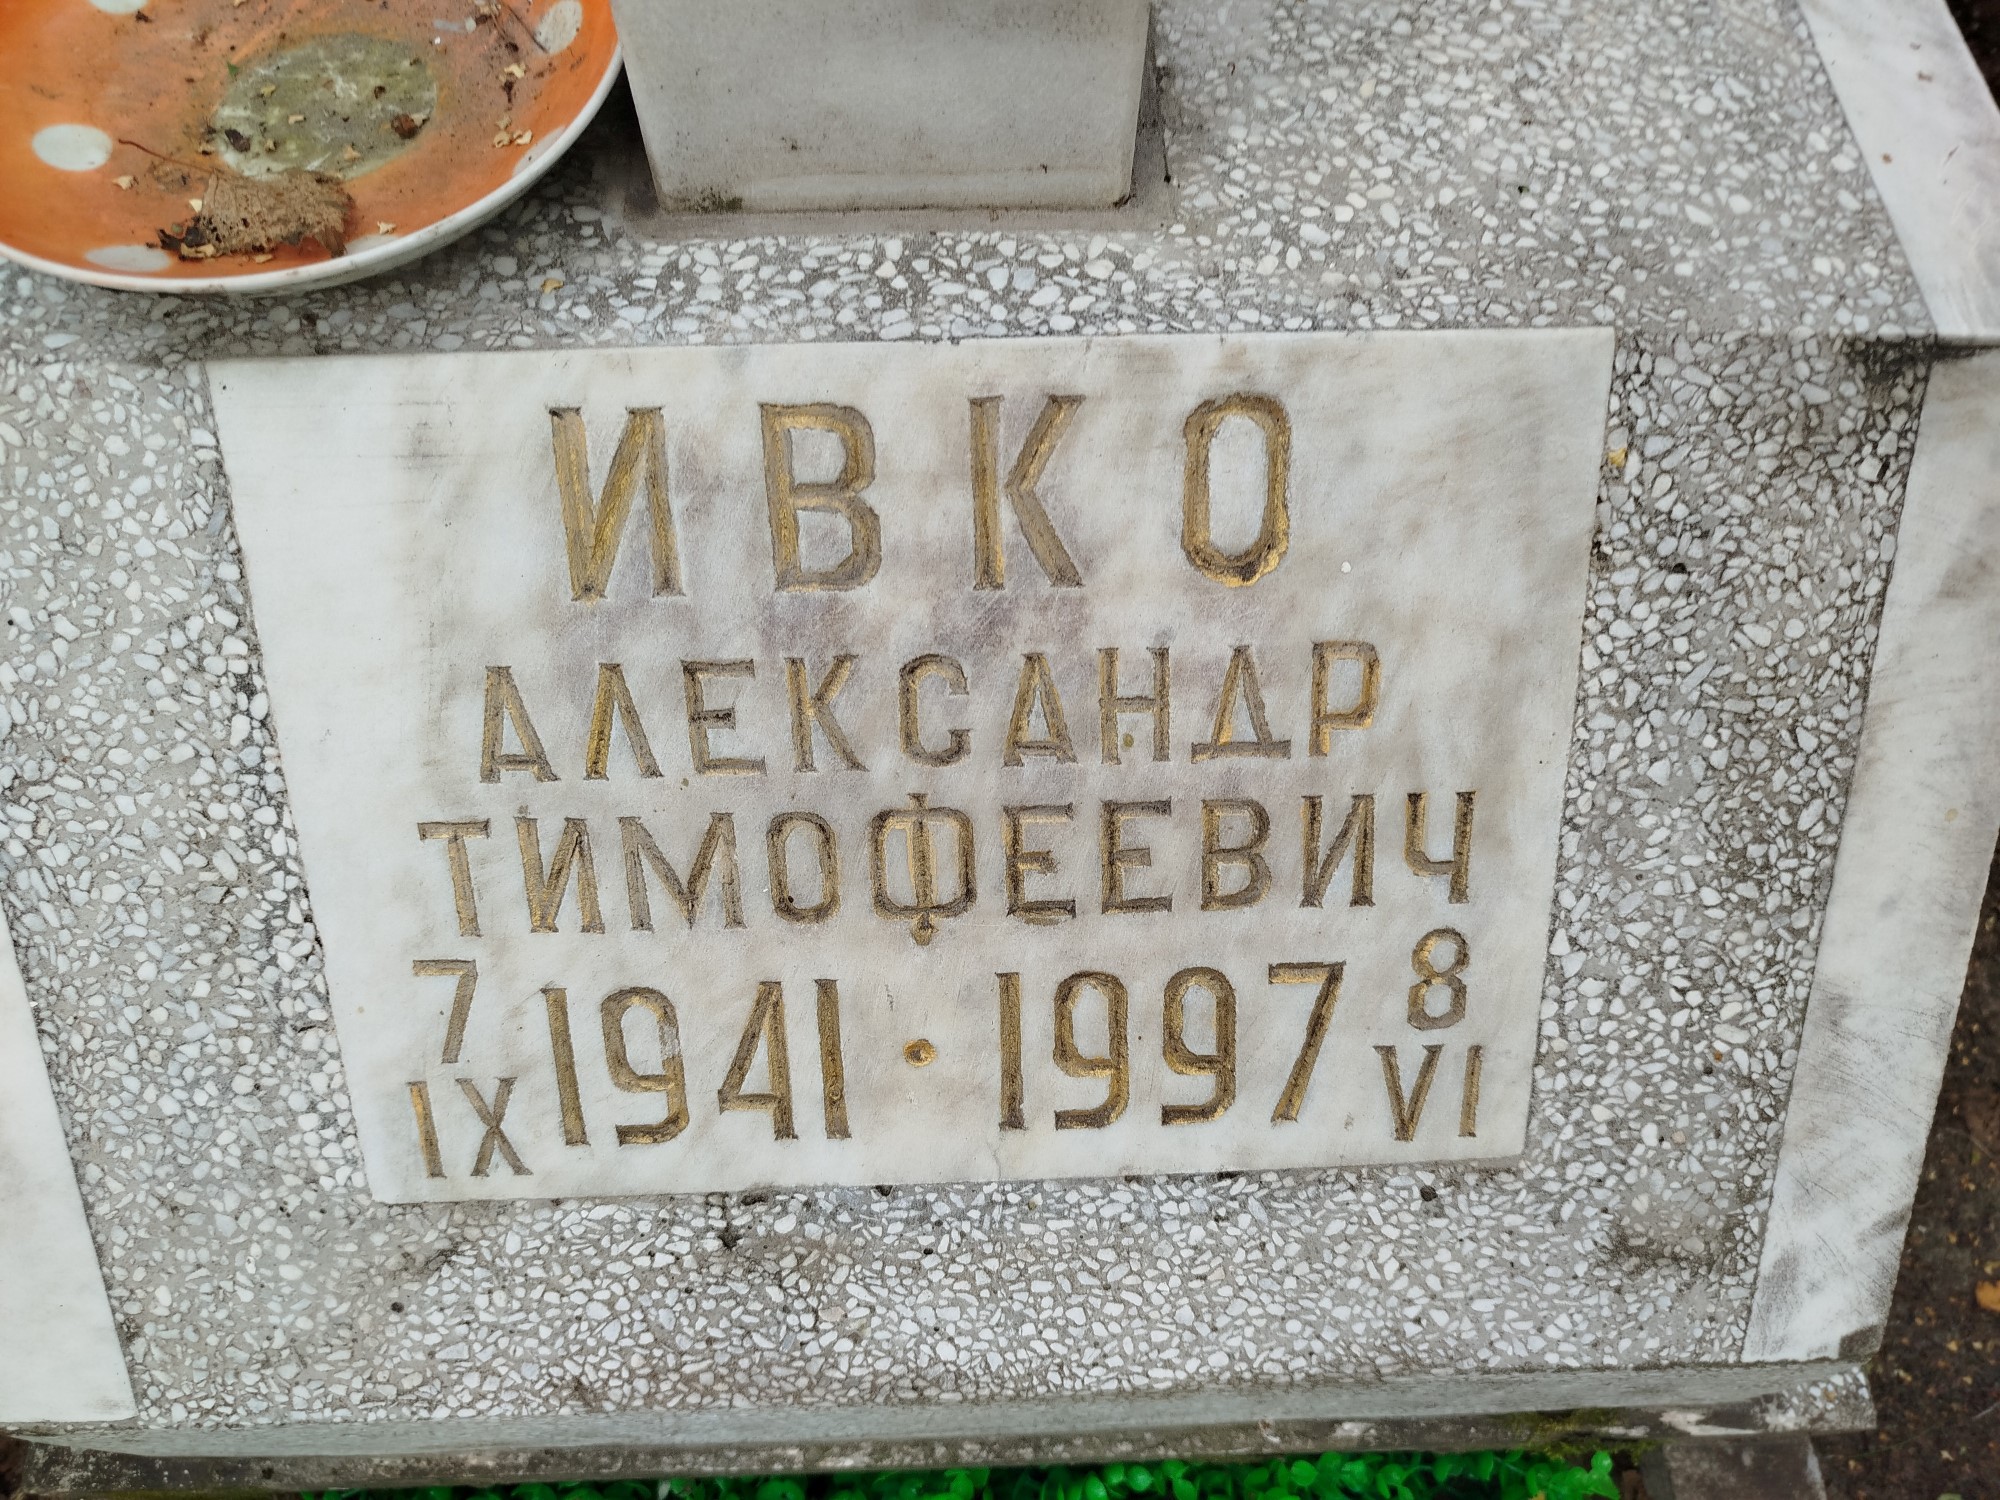 ИВКО
АЛЕКСАНДР
ТИМОФЕЕВИЧ
7 IX 1941 · 1997 8 VI